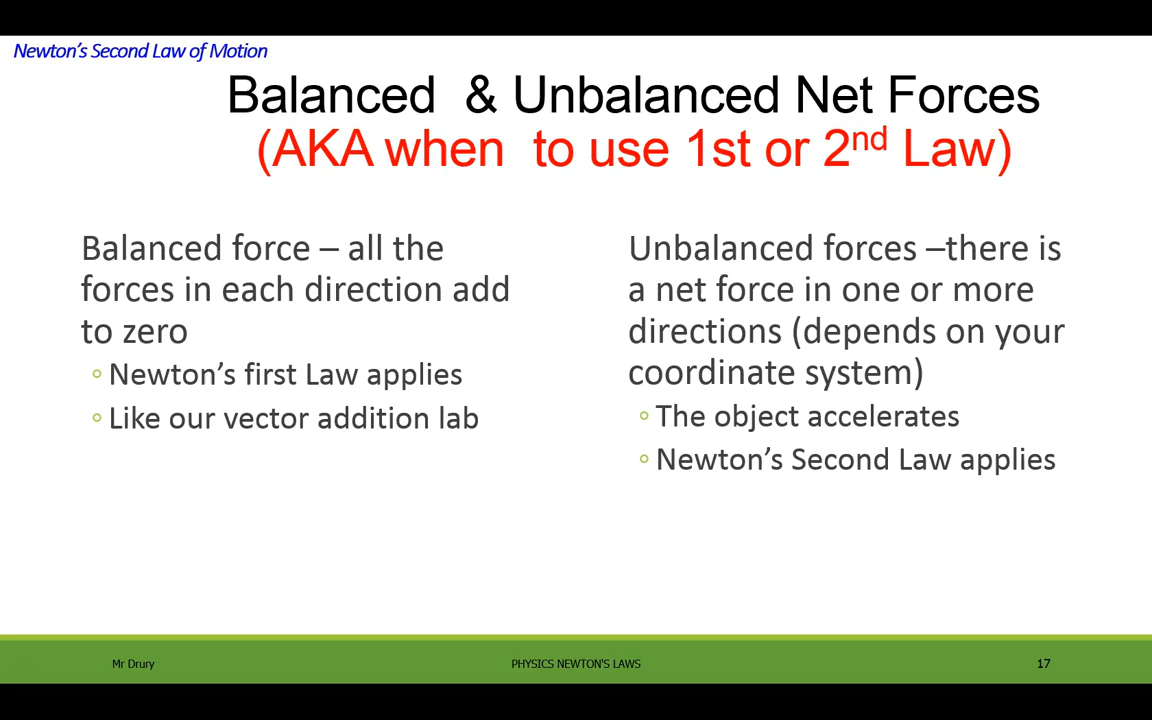 Newton's Second Law of Motion
Balanced & Unbalanced Net Forces
(AKA when to use 1st or 2nd Law)
Balanced force – all the
forces in each direction add
to zero
◦ Newton's first Law applies
◦ Like our vector addition lab
Unbalanced forces –there is
a net force in one or more
directions (depends on your
coordinate system)
◦ The object accelerates
◦ Newton's Second Law applies
Mr Drury
PHYSICS NEWTON'S LAWS
17